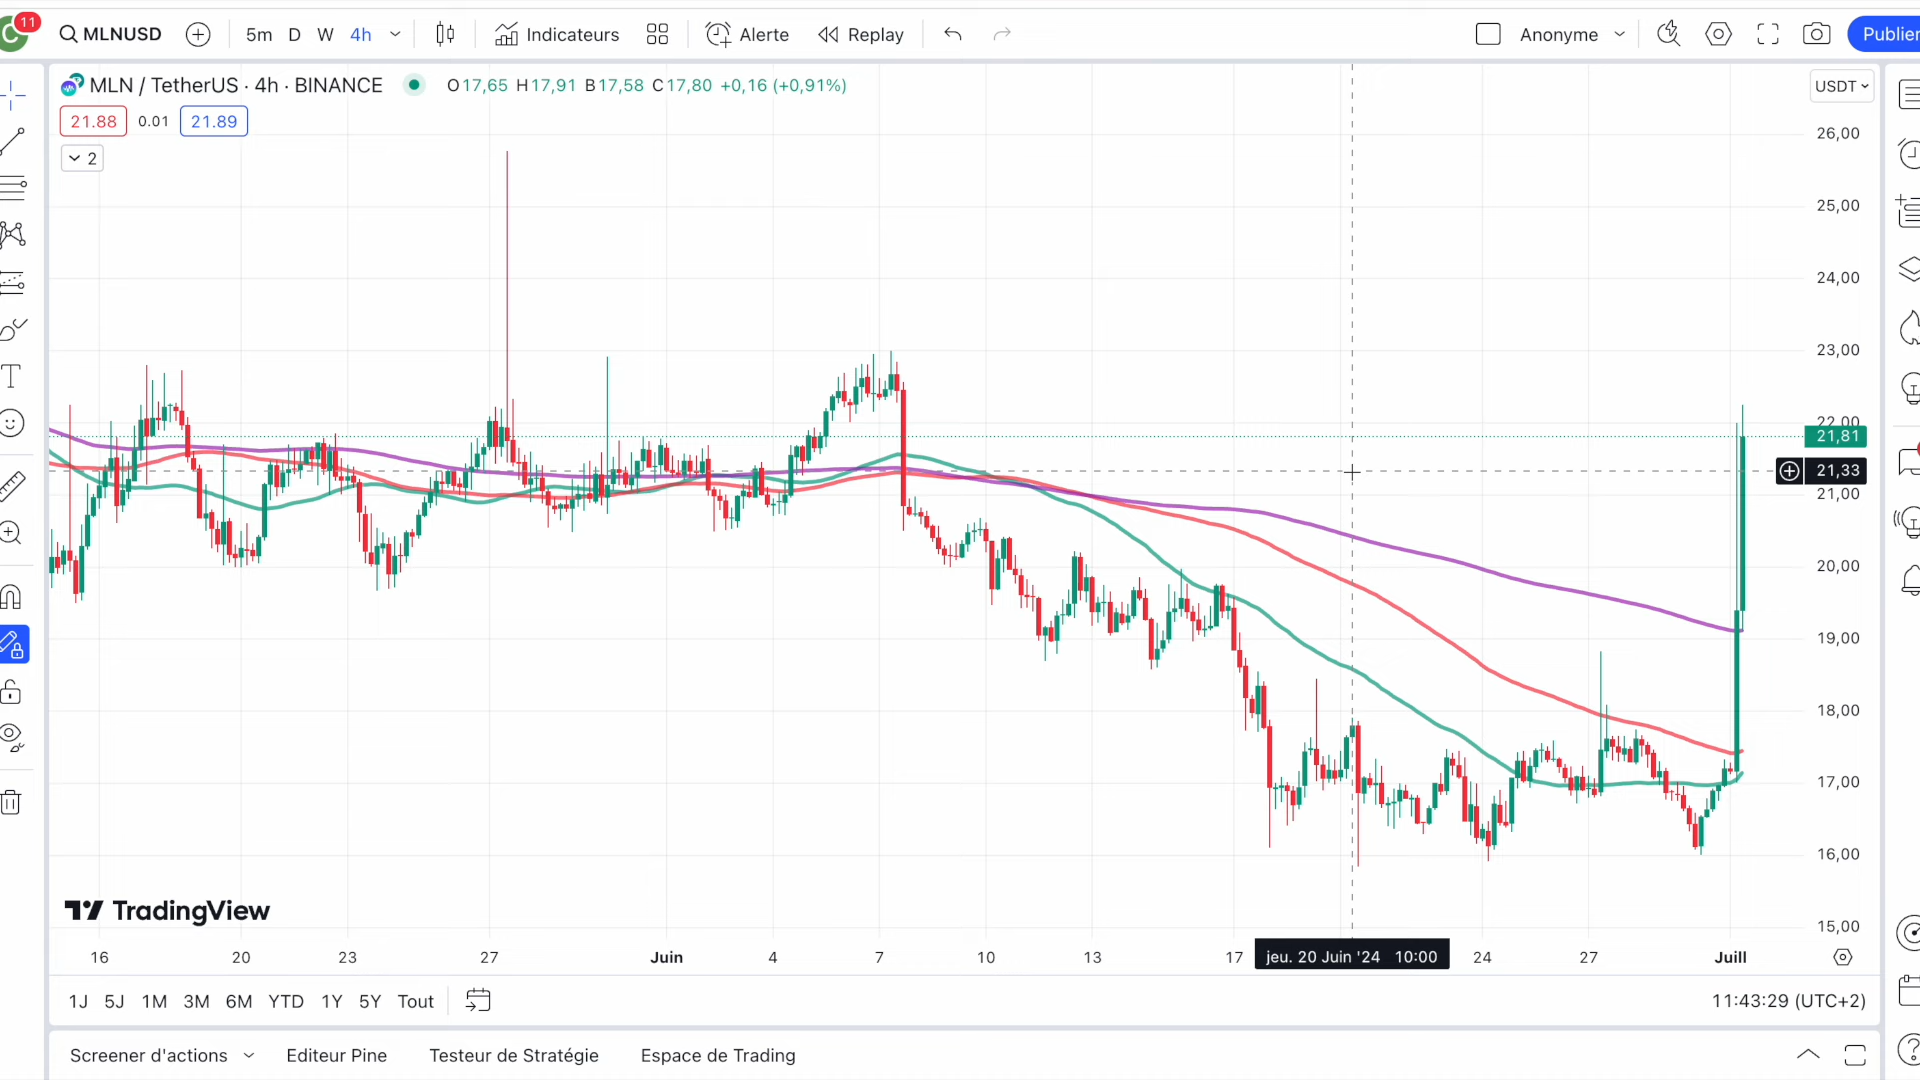 C 11 MLNUSD 5m D W 4h Indicateurs Alerte Replay Anonyme Publier
MLN / TetherUS · 4h · BINANCE O17,65 H17,91 B17,58 C17,80 +0,16 (+0,91%) USDT
21.88 0.01 21.89
2
26,00
25,00
24,00
23,00
22,00
21,81
21,33
21,00
20,00
19,00
18,00
17,00
16,00
15,00
TradingView
16 20 23 27 Juin 4 7 10 13 17 jeu. 20 Juin '24 10:00 24 27 Juill
1J 5J 1M 3M 6M YTD 1Y 5Y Tout 11:43:29 (UTC+2)
Screener d'actions Editeur Pine Testeur de Stratégie Espace de Trading